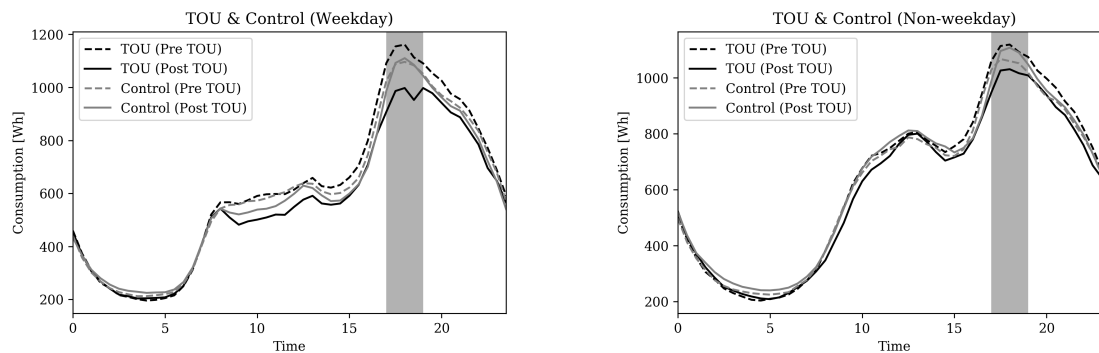 TOU & Control (Weekday)
TOU (Pre TOU)
TOU (Post TOU)
Control (Pre TOU)
Control (Post TOU)
Consumption [Wh]
1200
1000
800
600
400
200
0
5
10
15
20
Time
TOU & Control (Non-weekday)
TOU (Pre TOU)
TOU (Post TOU)
Control (Pre TOU)
Control (Post TOU)
Consumption [Wh]
1000
800
600
400
200
0
5
10
15
20
Time